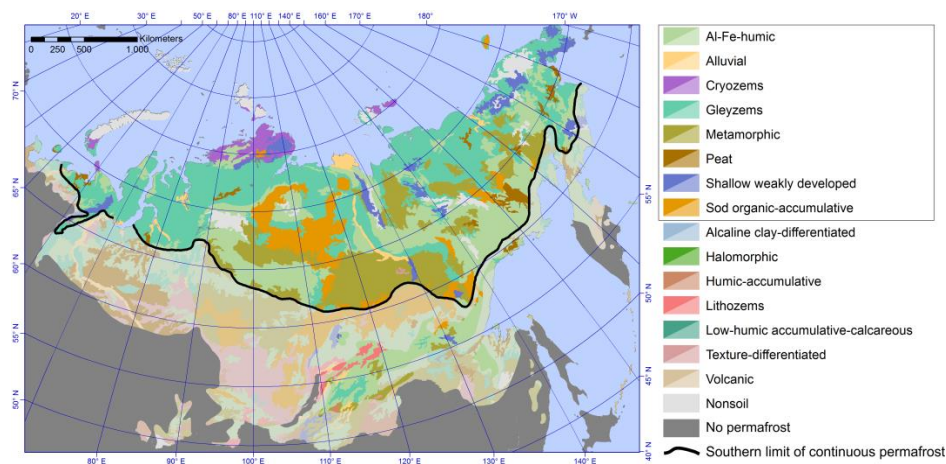 20° E 30° E 50° E 60° E 80° E 110° E 140° E 160° E 170° E 180° 170° W
Kilometers
0 250 500 1 000
70° N
65° N
60° N
55° N
50° N
55° N
50° N
45° N
40° N
80° E 90° E 100° E 110° E 120° E 130° E 140° E
Al-Fe-humic
Alluvial
Cryozems
Gleyzems
Metamorphic
Peat
Shallow weakly developed
Sod organic-accumulative
Alcaline clay-differentiated
Halomorphic
Humic-accumulative
Lithozems
Low-humic accumulative-calcareous
Texture-differentiated
Volcanic
Nonsoil
No permafrost
Southern limit of continuous permafrost